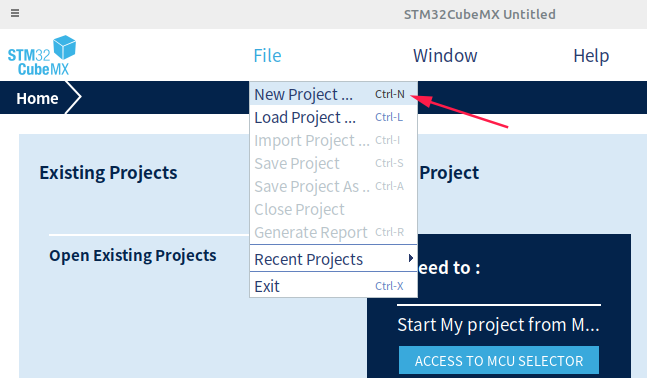 STM32CubeMX Untitled
STM32
CubeMX
File Window Help
Home
New Project ... Ctrl-N
Load Project ... Ctrl-L
Import Project ... Ctrl-I
Save Project Ctrl-S
Save Project As .. Ctrl-A
Close Project
Generate Report Ctrl-R
Recent Projects
Exit Ctrl-X
Existing Projects
Project
Open Existing Projects
eed to :
Start My project from M...
ACCESS TO MCU SELECTOR